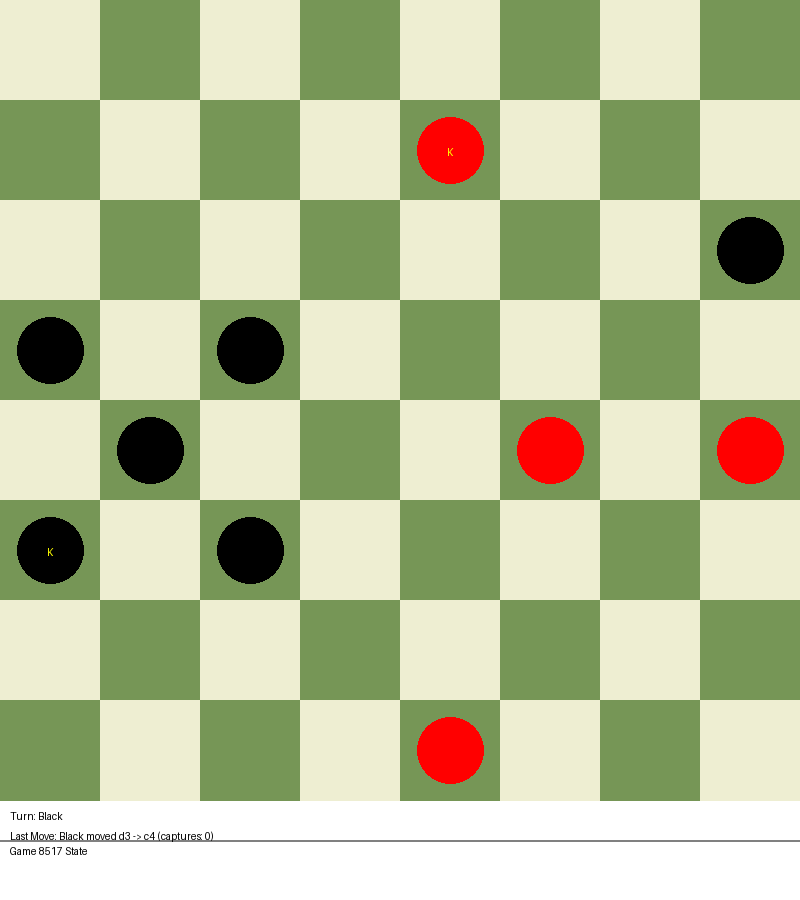 K
K
Turn: Black
Last Move: Black moved d3 -> c4 (captures: 0)
Game 8517 State